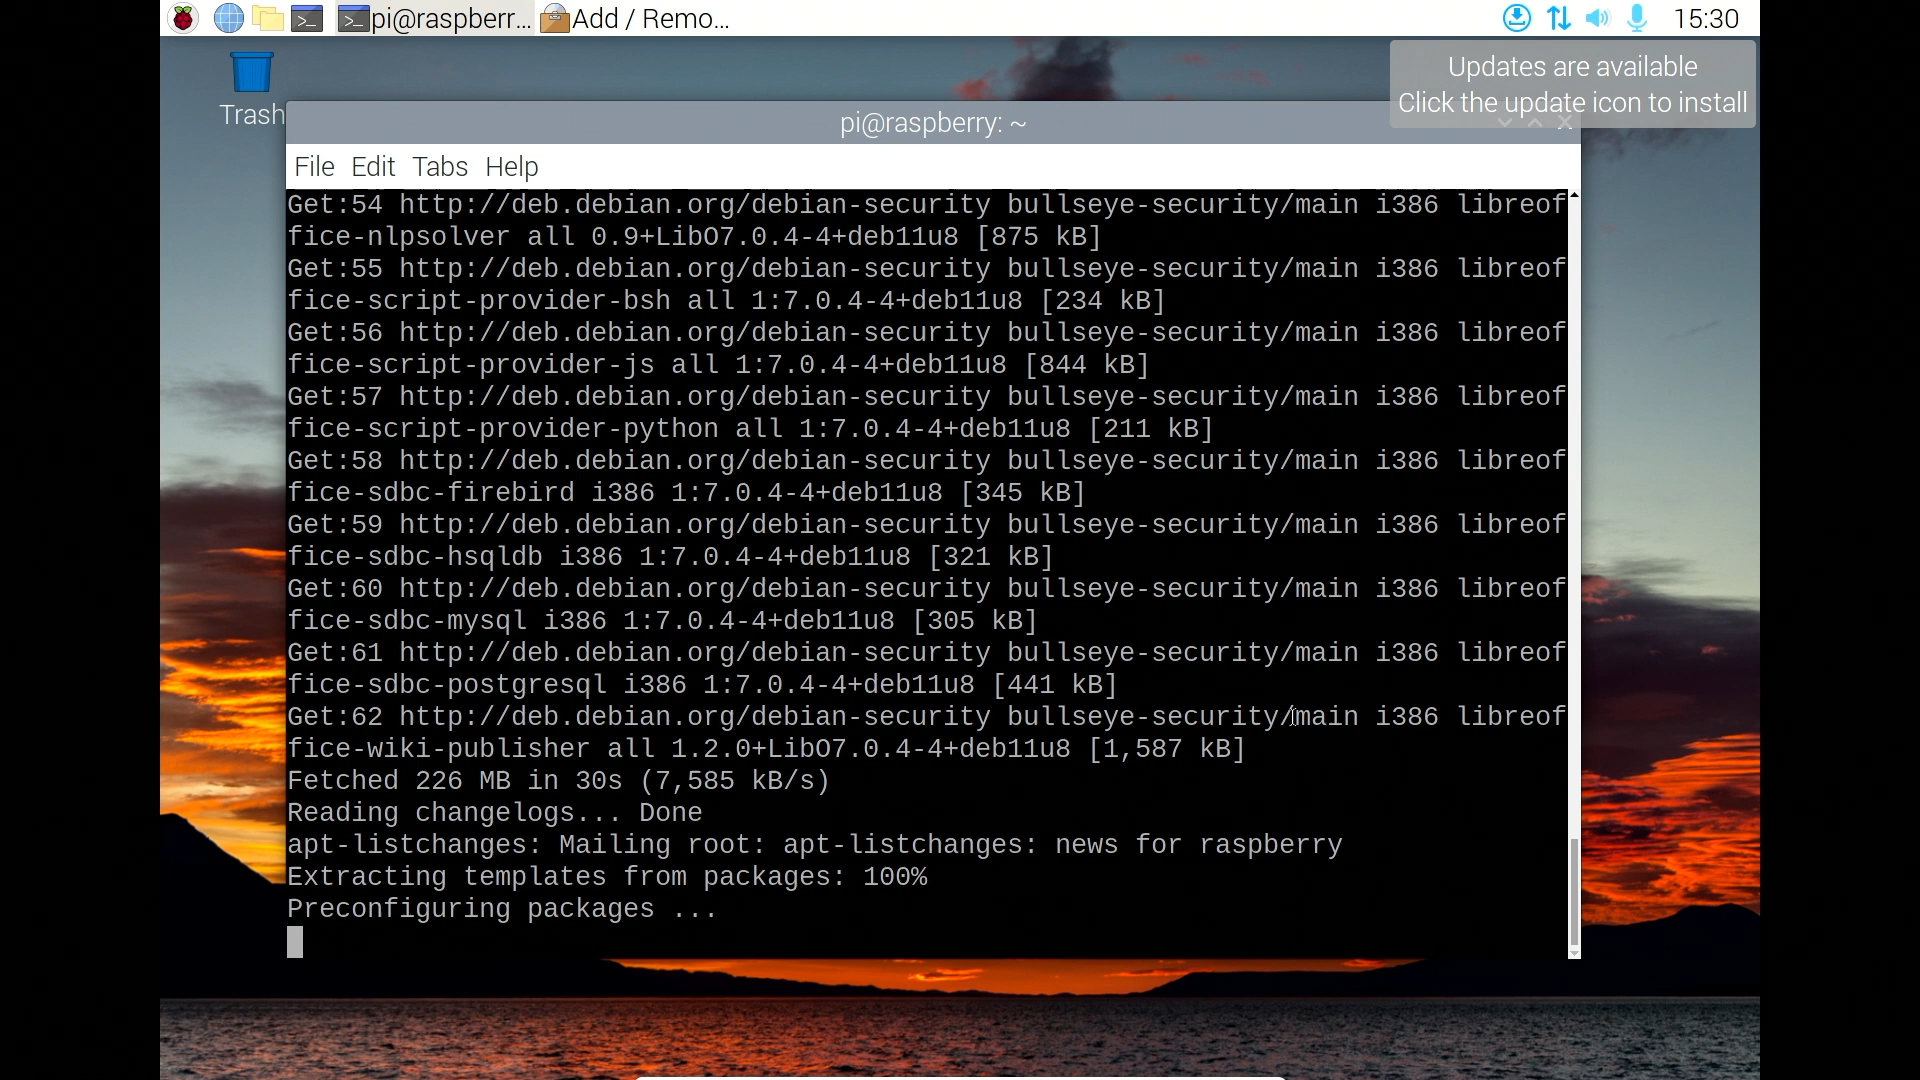 pi@raspberr... Add / Remo... 15:30
Updates are available
Click the update icon to install
Trash
pi@raspberry: ~
File Edit Tabs Help
Get:54 http://deb.debian.org/debian-security bullseye-security/main i386 libreof
fice-nlpsolver all 0.9+LibO7.0.4-4+deb11u8 [875 kB]
Get:55 http://deb.debian.org/debian-security bullseye-security/main i386 libreof
fice-script-provider-bsh all 1:7.0.4-4+deb11u8 [234 kB]
Get:56 http://deb.debian.org/debian-security bullseye-security/main i386 libreof
fice-script-provider-js all 1:7.0.4-4+deb11u8 [844 kB]
Get:57 http://deb.debian.org/debian-security bullseye-security/main i386 libreof
fice-script-provider-python all 1:7.0.4-4+deb11u8 [211 kB]
Get:58 http://deb.debian.org/debian-security bullseye-security/main i386 libreof
fice-sdbc-firebird i386 1:7.0.4-4+deb11u8 [345 kB]
Get:59 http://deb.debian.org/debian-security bullseye-security/main i386 libreof
fice-sdbc-hsqldb i386 1:7.0.4-4+deb11u8 [321 kB]
Get:60 http://deb.debian.org/debian-security bullseye-security/main i386 libreof
fice-sdbc-mysql i386 1:7.0.4-4+deb11u8 [305 kB]
Get:61 http://deb.debian.org/debian-security bullseye-security/main i386 libreof
fice-sdbc-postgresql i386 1:7.0.4-4+deb11u8 [441 kB]
Get:62 http://deb.debian.org/debian-security bullseye-security/main i386 libreof
fice-wiki-publisher all 1.2.0+LibO7.0.4-4+deb11u8 [1,587 kB]
Fetched 226 MB in 30s (7,585 kB/s)
Reading changelogs... Done
apt-listchanges: Mailing root: apt-listchanges: news for raspberry
Extracting templates from packages: 100%
Preconfiguring packages ...